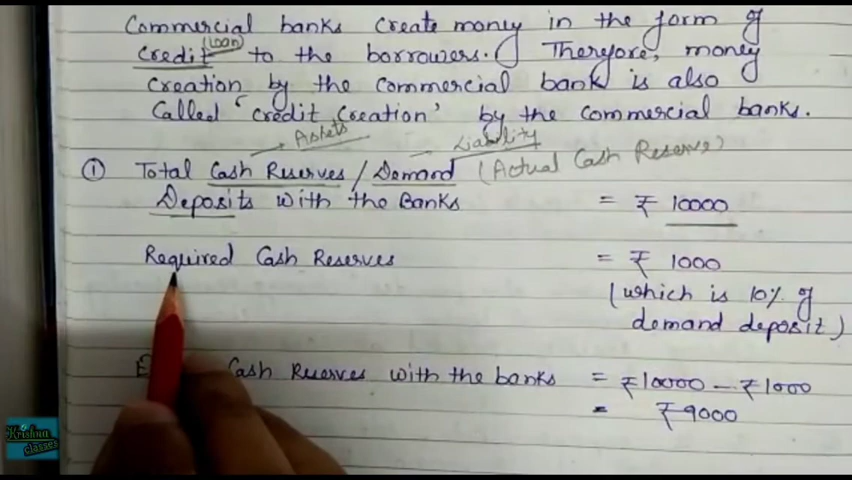 Commercial banks create money in the form of
(Loan)
credit to the borrowers. Therefore, money
creation by the commercial bank is also
Called 'credit creation' by the commercial banks.
Assets
Liability
① Total Cash Reserves / Demand (Actual Cash Reserve)
Deposits with the Banks = ₹ 10000
Required Cash Reserves = ₹ 1000
(which is 10% of
demand deposit)
Cash Reserves with the banks = ₹10000 - ₹1000
= ₹9000
Krishna
classes